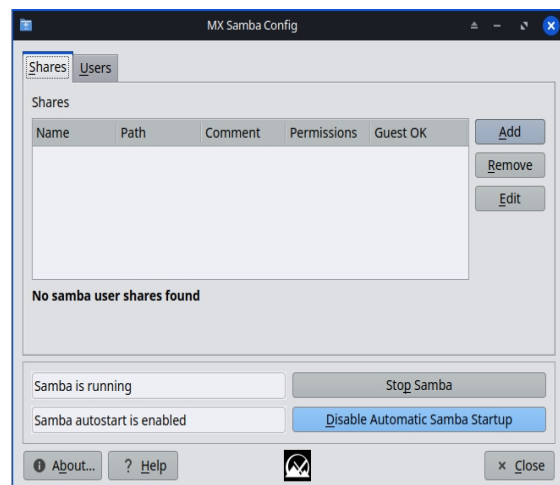 MX Samba Config
Shares Users
Shares
Name Path Comment Permissions Guest OK
Add
Remove
Edit
No samba user shares found
Samba is running
Stop Samba
Samba autostart is enabled
Disable Automatic Samba Startup
About... ? Help
Close